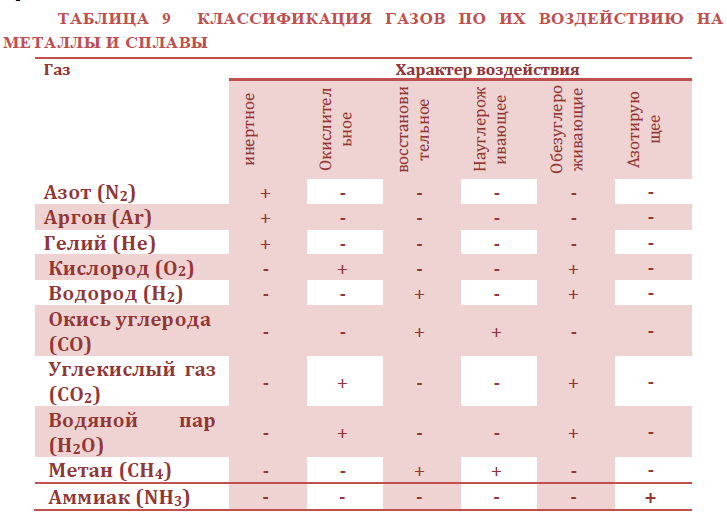 ТАБЛИЦА 9 КЛАССИФИКАЦИЯ ГАЗОВ ПО ИХ ВОЗДЕЙСТВИЮ НА
МЕТАЛЛЫ И СПЛАВЫ
Газ Характер воздействия
инертное
Окислител
ьное
восстанови
тельное
Науглерож
ивающее
Обезуглеро
живающие
Азотирую
щее
Азот (N₂) + - - - - -
Аргон (Ar) + - - - - -
Гелий (He) + - - - - -
Кислород (O₂) - + - - + -
Водород (H₂) - - + - + -
Окись углерода
(CO) - - + + - -
Углекислый газ
(CO₂) - + - - + -
Водяной пар
(H₂O) - + - - + -
Метан (CH₄) - - + + - -
Аммиак (NH₃) - - - - - +